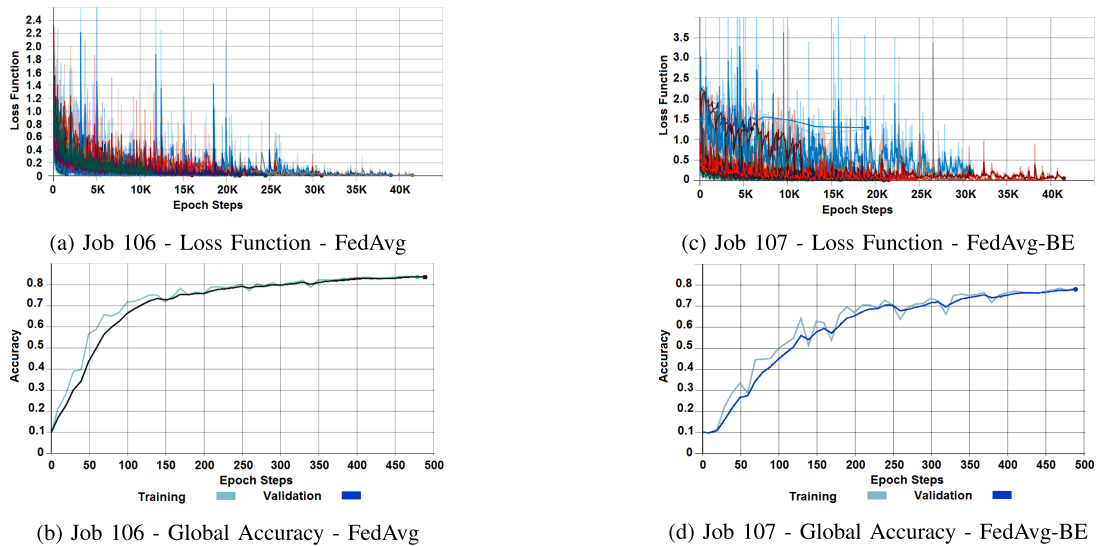 2.4
2.2
2.0
1.8
1.6
1.4
1.2
1.0
0.8
0.6
0.4
0.2
0
Loss Function
0 5K 10K 15K 20K 25K 30K 35K 40K
Epoch Steps
(a) Job 106 - Loss Function - FedAvg
0.8
0.7
0.6
0.5
0.4
0.3
0.2
0.1
0
Accuracy
0 50 100 150 200 250 300 350 400 450 500
Epoch Steps
Training Validation
(b) Job 106 - Global Accuracy - FedAvg
3.5
3.0
2.5
2.0
1.5
1.0
0.5
0
Loss Function
0 5K 10K 15K 20K 25K 30K 35K 40K
Epoch Steps
(c) Job 107 - Loss Function - FedAvg-BE
0.8
0.7
0.6
0.5
0.4
0.3
0.2
0.1
0
Accuracy
0 50 100 150 200 250 300 350 400 450 500
Epoch Steps
Training Validation
(d) Job 107 - Global Accuracy - FedAvg-BE